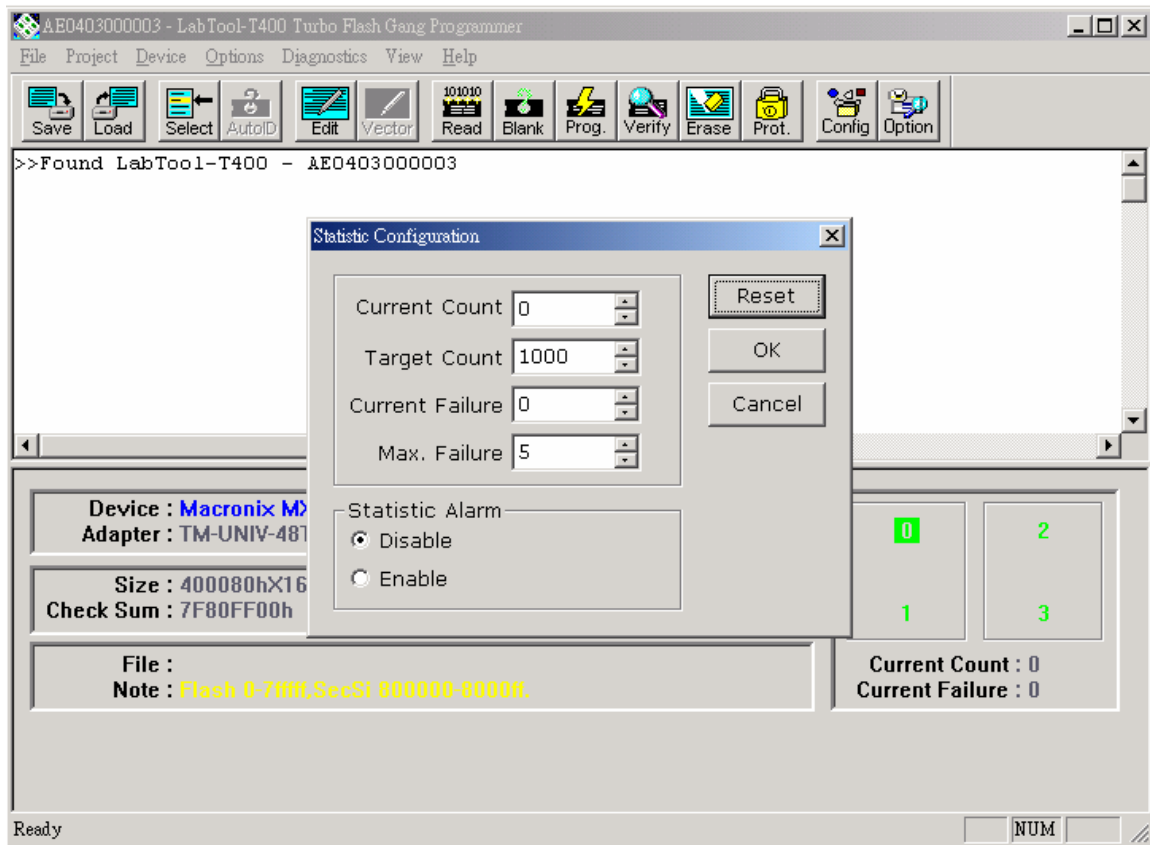 AE0403000003 - LabTool-T400 Turbo Flash Gang Programmer
File Project Device Options Diagnostics View Help
101010
Save Load Select AutoID Edit Vector Read Blank Prog. Verify Erase Prot. Config Option
>>Found LabTool-T400 - AE0403000003
Statistic Configuration
Current Count 0
Target Count 1000
Current Failure 0
Max. Failure 5
Reset
OK
Cancel
Statistic Alarm
Disable
Enable
Device : Macronix
Adapter : TM-UNIV-48
Size : 400080hX16
Check Sum : 7F80FF00h
File :
Note : Flash 0-7fffff,SecSi 800000-8000ff.
0 2
1 3
Current Count : 0
Current Failure : 0
Ready
NUM